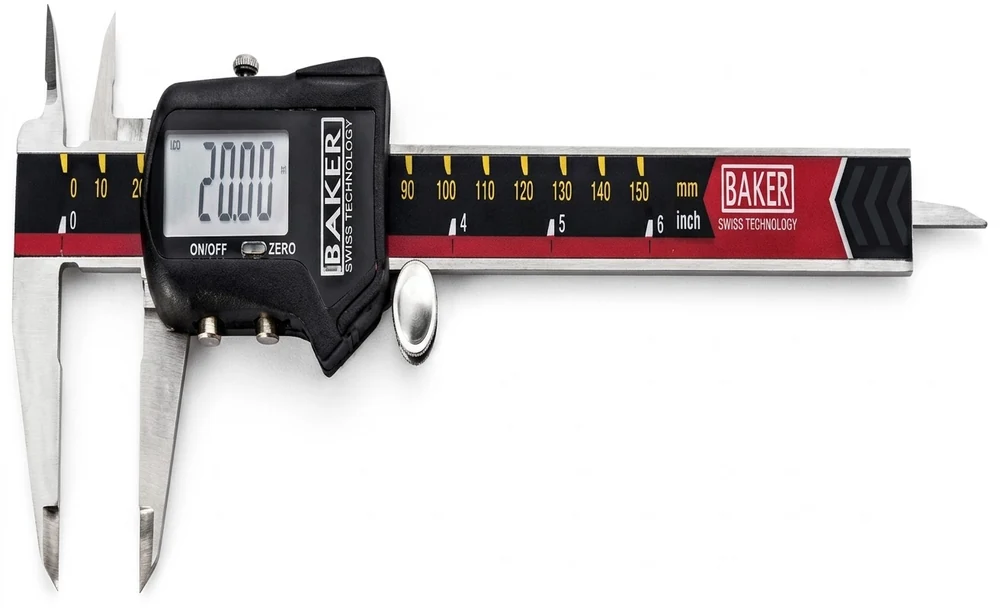 LCD
20.00
BAKER
SWISS TECHNOLOGY
ON/OFF ZERO
0 10 20
0
90 100 110 120 130 140 150 mm
4 5 6 inch
BAKER
SWISS TECHNOLOGY